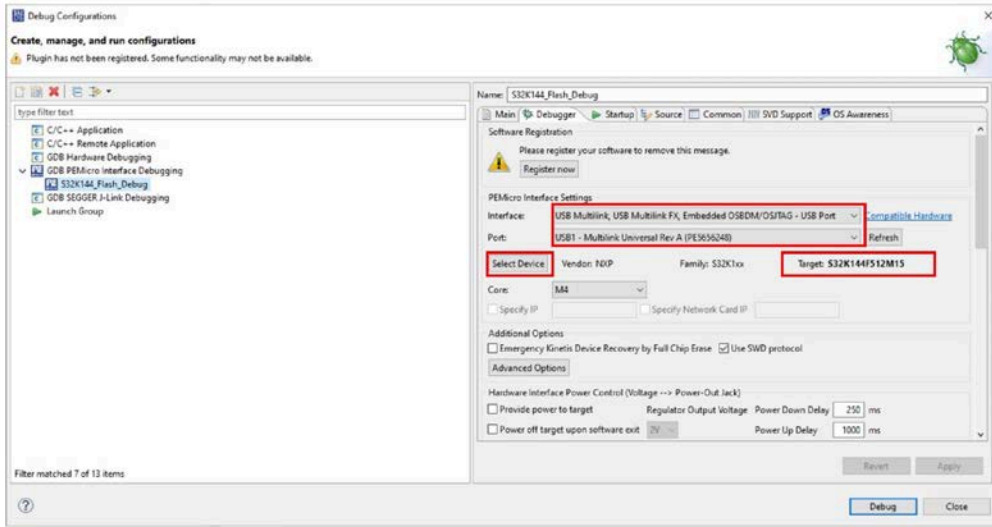 Debug Configurations
Create, manage, and run configurations
Plugin has not been registered. Some functionality may not be available.
type filter text
C/C++ Application
C/C++ Remote Application
GDB Hardware Debugging
GDB PEMicro Interface Debugging
S32K144_Flash_Debug
GDB SEGGER J-Link Debugging
Launch Group
Filter matched 7 of 13 items
Name: S32K144_Flash_Debug
Main Debugger Startup Source Common SVD Support OS Awareness
Software Registration
Please register your software to remove this message.
Register now
PEMicro Interface Settings
Interface: USB Multilink, USB Multilink FX, Embedded OSBDM/OSJTAG - USB Port Compatible Hardware
Port: USB1 - Multilink Universal Rev A (PE5656248) Refresh
Select Device Vendor: NXP Family: S32K1xx Target: S32K144F512M15
Core: M4
Specify IP Specify Network Card IP
Additional Options
Emergency Kinetis Device Recovery by Full Chip Erase Use SWD protocol
Advanced Options
Hardware Interface Power Control (Voltage --> Power-Out Jack)
Provide power to target Regulator Output Voltage Power Down Delay 250 ms
Power off target upon software exit 2V Power Up Delay 1000 ms
Revert Apply
Debug Close